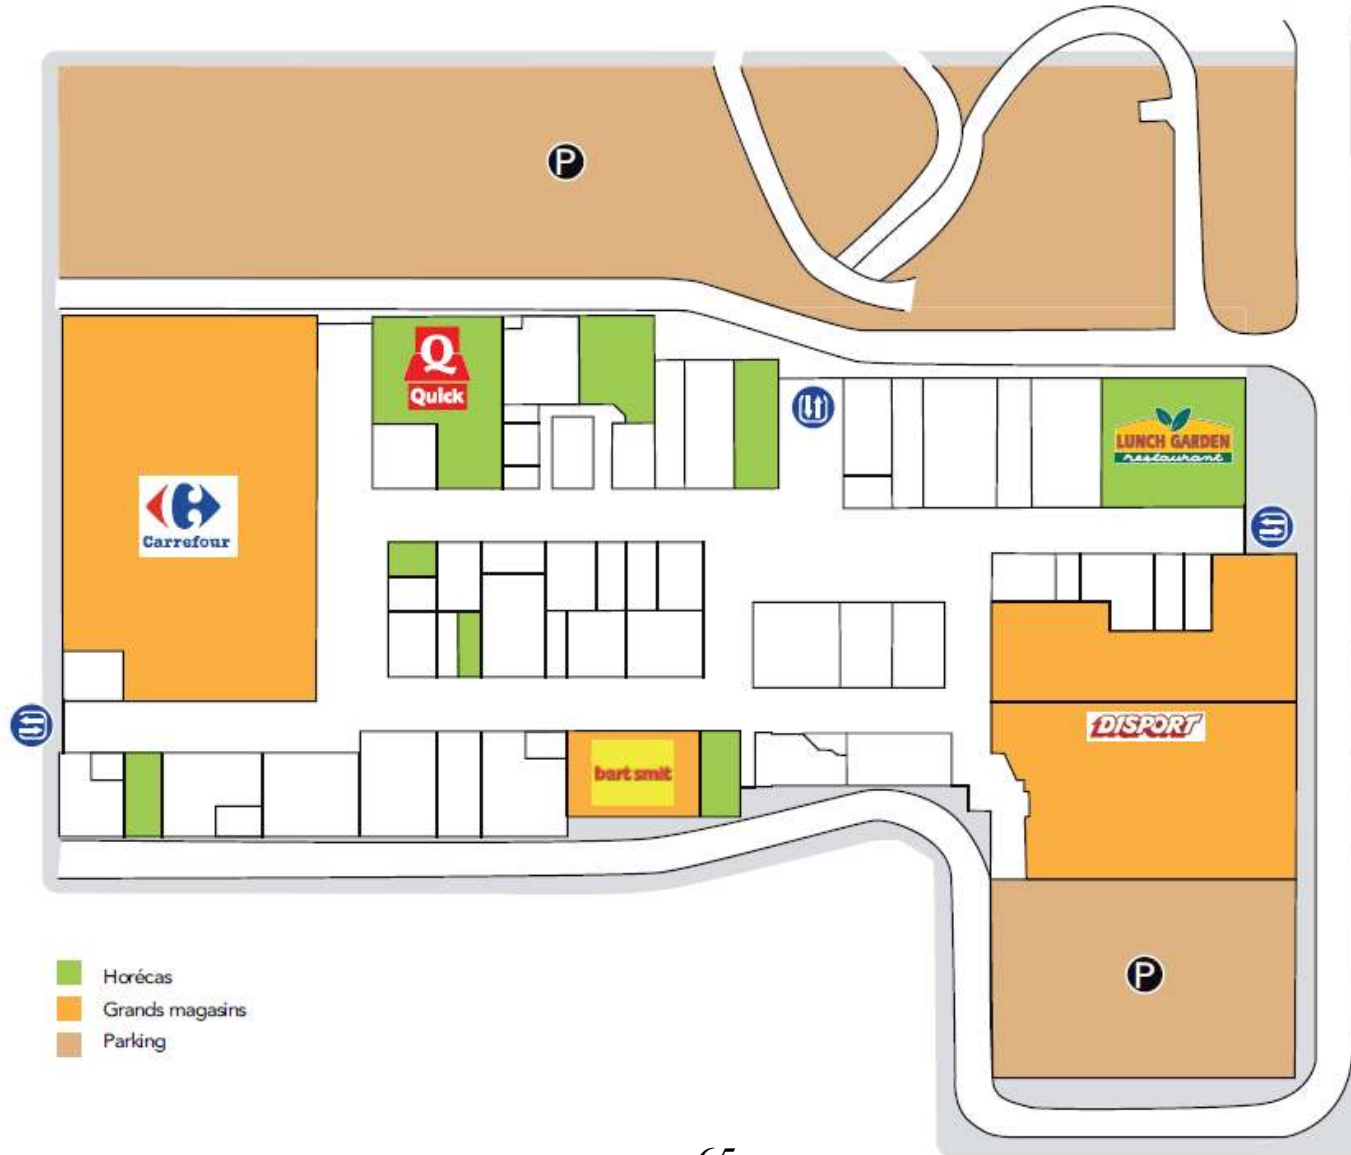 P
Q
Quick
LUNCH GARDEN
restaurant
Carrefour
DISPORT
bart smit
P
Horécas
Grands magasins
Parking